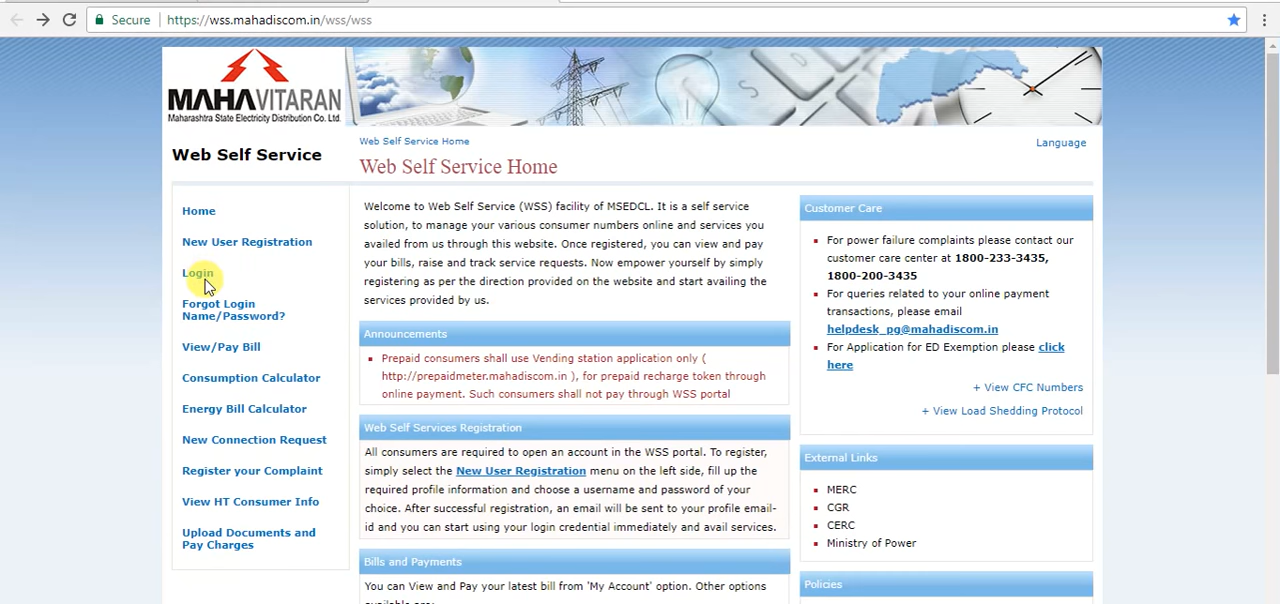 Secure
https://wss.mahadiscom.in/wss/wss
MAHAVITARAN
Maharashtra State Electricity Distribution Co. Ltd.
Web Self Service
Web Self Service Home
Language
Web Self Service Home
Home
New User Registration
Login
Forgot Login
Name/Password?
View/Pay Bill
Consumption Calculator
Energy Bill Calculator
New Connection Request
Register your Complaint
View HT Consumer Info
Upload Documents and
Pay Charges
Welcome to Web Self Service (WSS) facility of MSEDCL. It is a self service
solution, to manage your various consumer numbers online and services you
availed from us through this website. Once registered, you can view and pay
your bills, raise and track service requests. Now empower yourself by simply
registering as per the direction provided on the website and start availing the
services provided by us.
Announcements
Prepaid consumers shall use Vending station application only (
http://prepaidmeter.mahadiscom.in ), for prepaid recharge token through
online payment. Such consumers shall not pay through WSS portal
Web Self Services Registration
All consumers are required to open an account in the WSS portal. To register,
simply select the New User Registration menu on the left side, fill up the
required profile information and choose a username and password of your
choice. After successful registration, an email will be sent to your profile email-
id and you can start using your login credential immediately and avail services.
Bills and Payments
You can View and Pay your latest bill from 'My Account' option. Other options
available are:
Customer Care
For power failure complaints please contact our
customer care center at 1800-233-3435,
1800-200-3435
For queries related to your online payment
transactions, please email
helpdesk_pg@mahadiscom.in
For Application for ED Exemption please click
here
+ View CFC Numbers
+ View Load Shedding Protocol
External Links
MERC
CGR
CERC
Ministry of Power
Policies